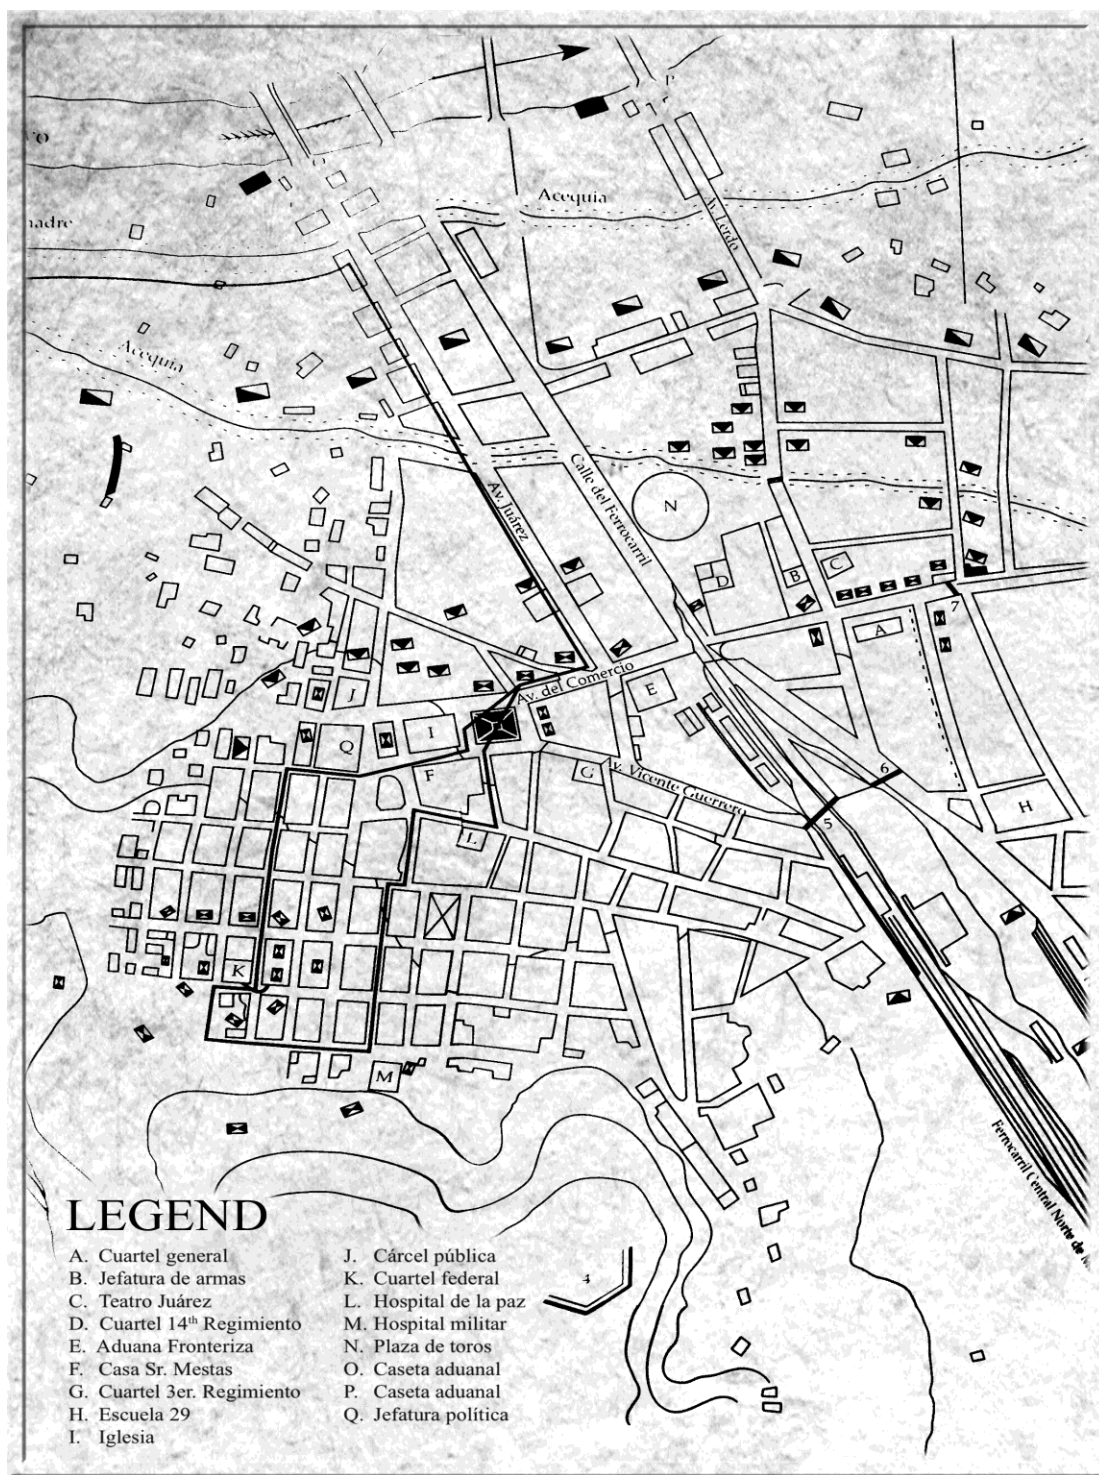 P
vo
Acequia
nadre
Av. Lerdo
Acequia
Calle del Ferrocarril
Av. Juárez
N
D
B
C
7
A
Av. del Comercio
E
J
I
Q
F
G
Av. Vicente Guerrero
6
5
H
L
K
M
Ferrocarril Central Norte de
4
LEGEND
A. Cuartel general
B. Jefatura de armas
C. Teatro Juárez
D. Cuartel 14th Regimiento
E. Aduana Fronteriza
F. Casa Sr. Mestas
G. Cuartel 3er. Regimiento
H. Escuela 29
I. Iglesia
J. Cárcel pública
K. Cuartel federal
L. Hospital de la paz
M. Hospital militar
N. Plaza de toros
O. Caseta aduanal
P. Caseta aduanal
Q. Jefatura política